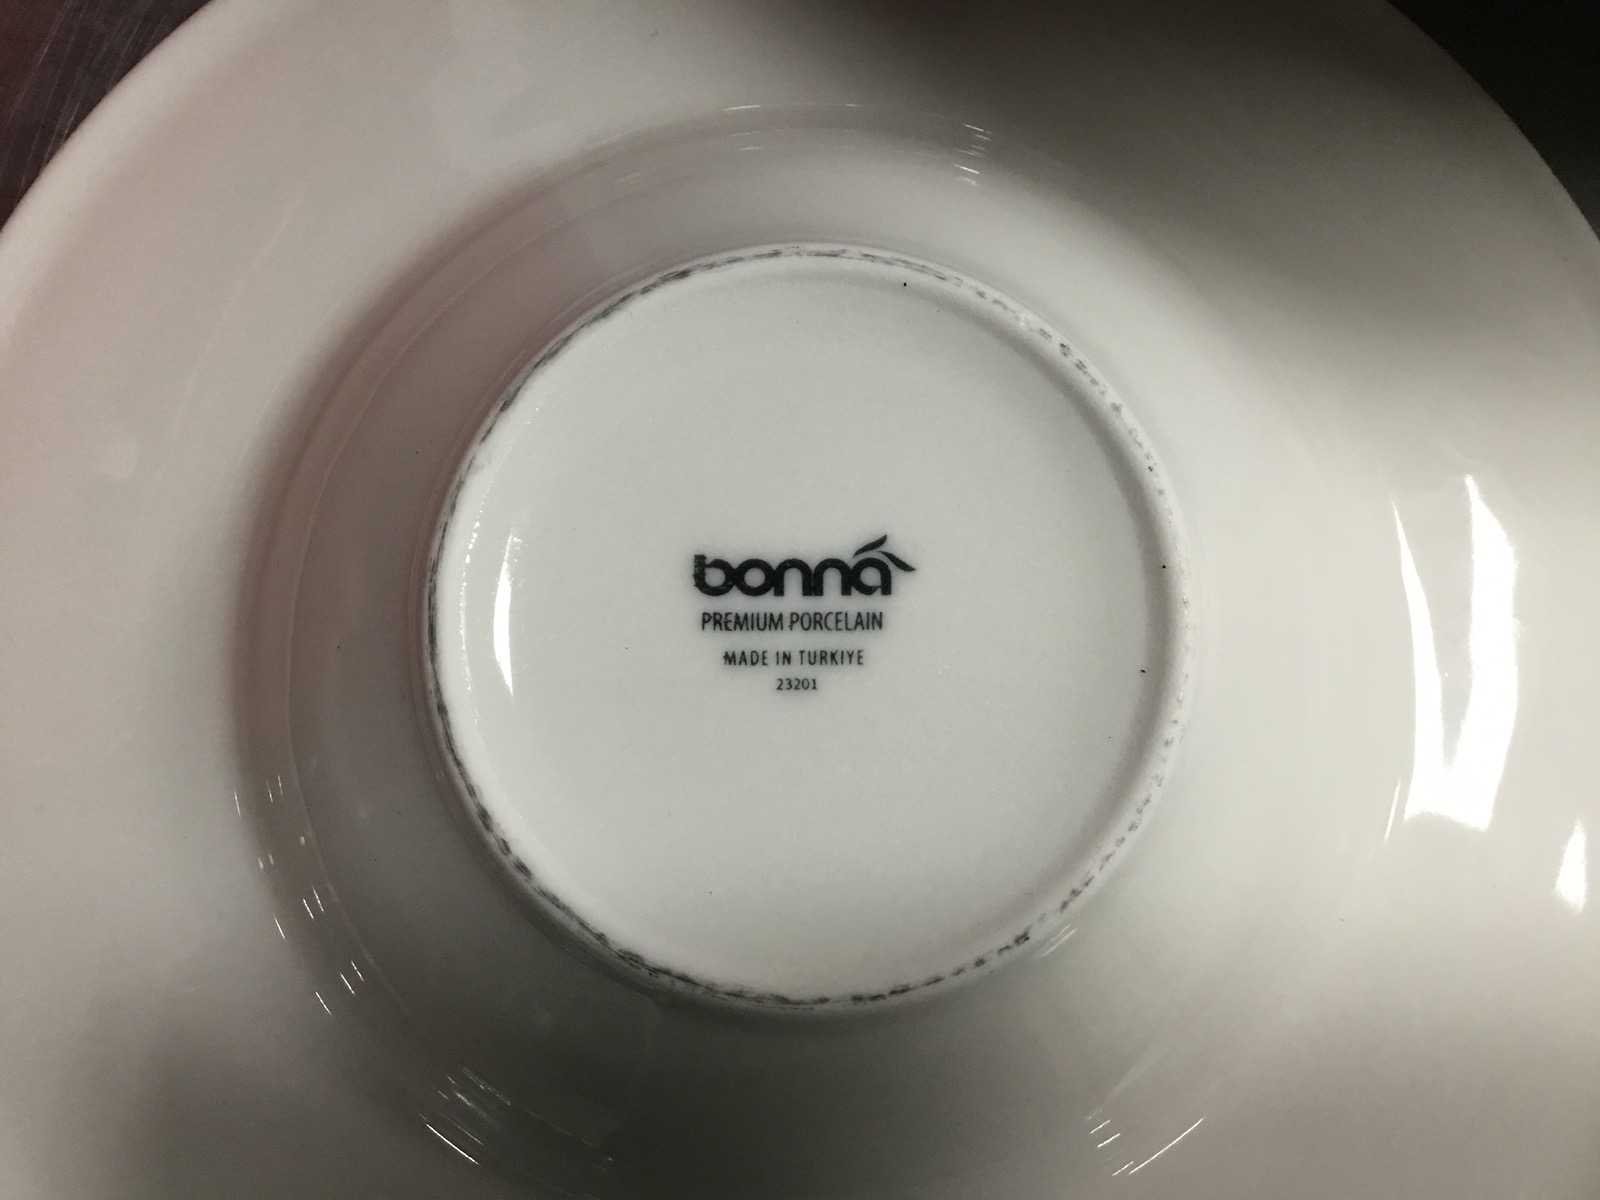 bonna
PREMIUM PORCELAIN
MADE IN TURKIYE
23201